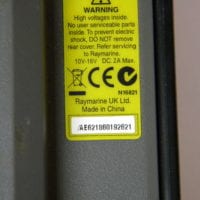 WARNING
High voltages inside.
No user serviceable parts
inside. To prevent electric
shock, DO NOT remove
rear cover. Refer servicing
to Raymarine.
10V-16V DC 2A Max.
CE
N16821
Raymarine UK Ltd.
Made in China